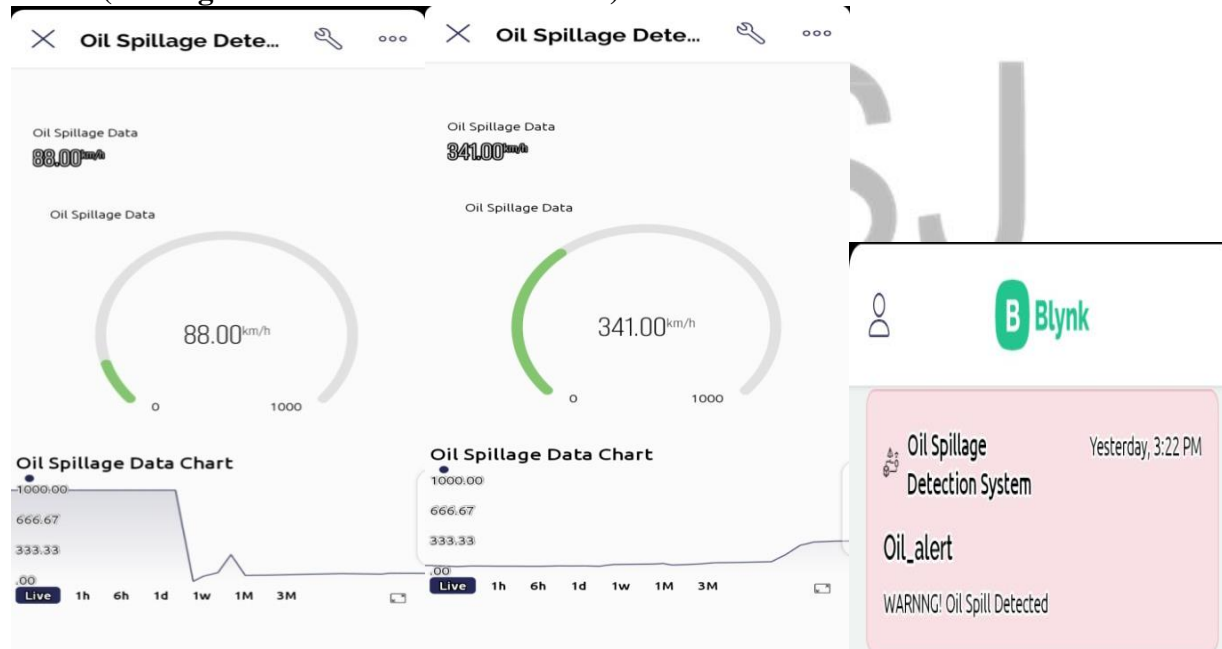 Oil Spillage Dete...
Oil Spillage Data
88.00km/h
Oil Spillage Data
88.00km/h
0 1000
Oil Spillage Data Chart
1000.00
666.67
333.33
.00
Live 1h 6h 1d 1w 1M 3M
Oil Spillage Dete...
Oil Spillage Data
341.00km/h
Oil Spillage Data
341.00km/h
0 1000
Oil Spillage Data Chart
1000.00
666.67
333.33
.00
Live 1h 6h 1d 1w 1M 3M
SJ
B Blynk
Oil Spillage Yesterday, 3:22 PM
Detection System
Oil_alert
WARNNG! Oil Spill Detected